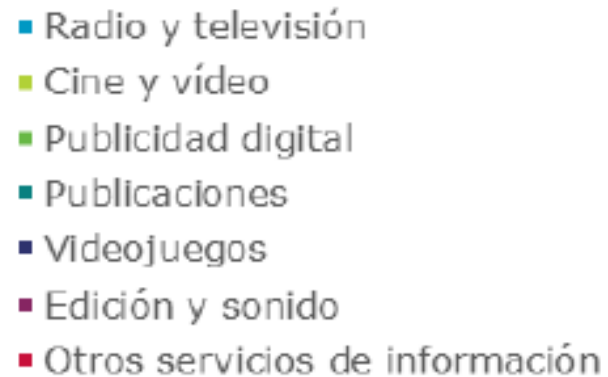 Radio y televisión
Cine y vídeo
Publicidad digital
Publicaciones
Videojuegos
Edición y sonido
Otros servicios de información